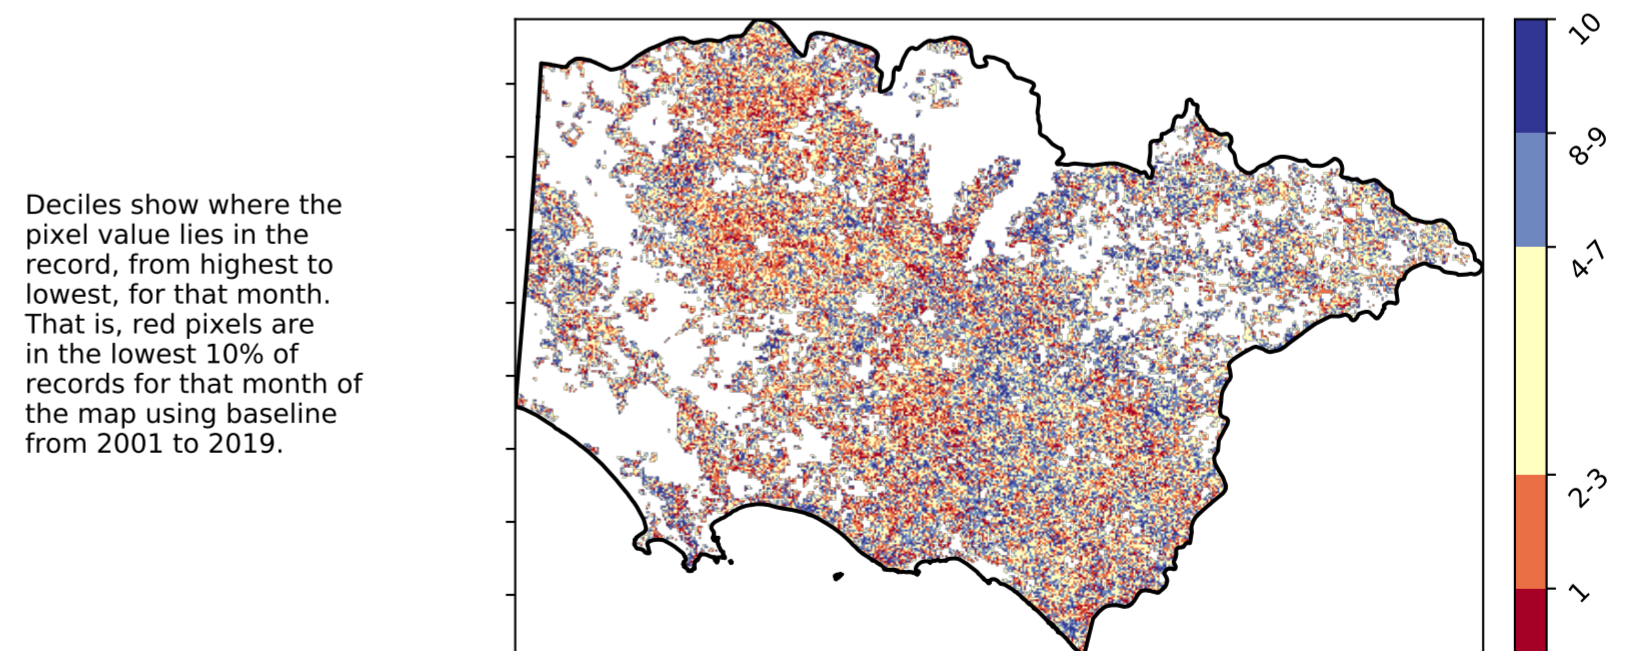 Deciles show where the
pixel value lies in the
record, from highest to
lowest, for that month.
That is, red pixels are
in the lowest 10% of
records for that month of
the map using baseline
from 2001 to 2019.
10
8-9
4-7
2-3
1